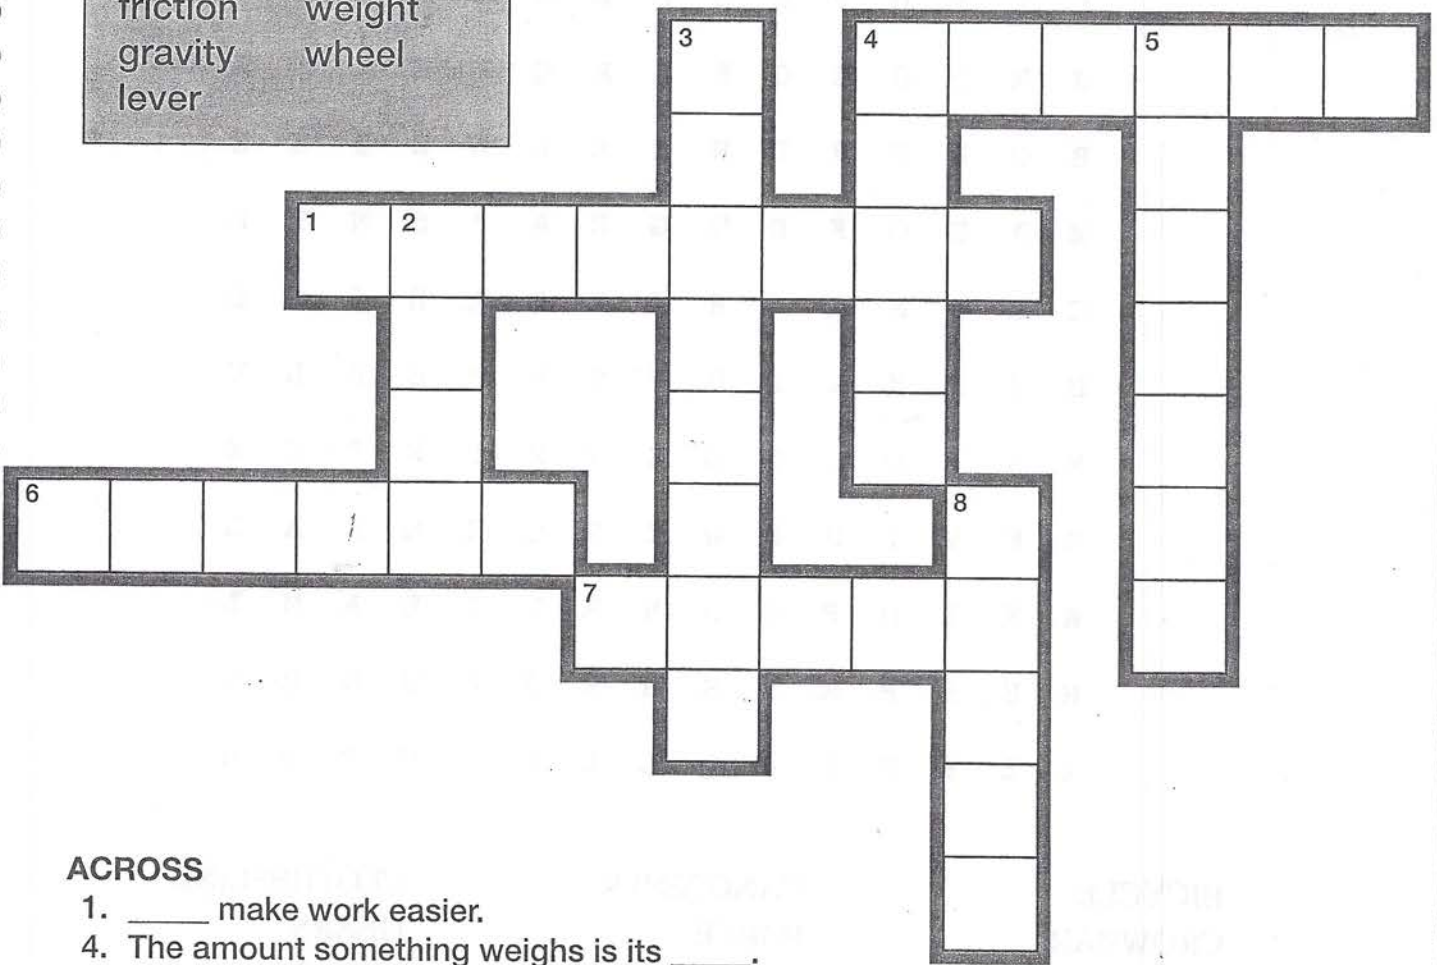 friction weight
gravity wheel
lever
3
4
5
1
2
6
8
7
ACROSS
1. _____ make work easier.
4. The amount something weighs is its _____.